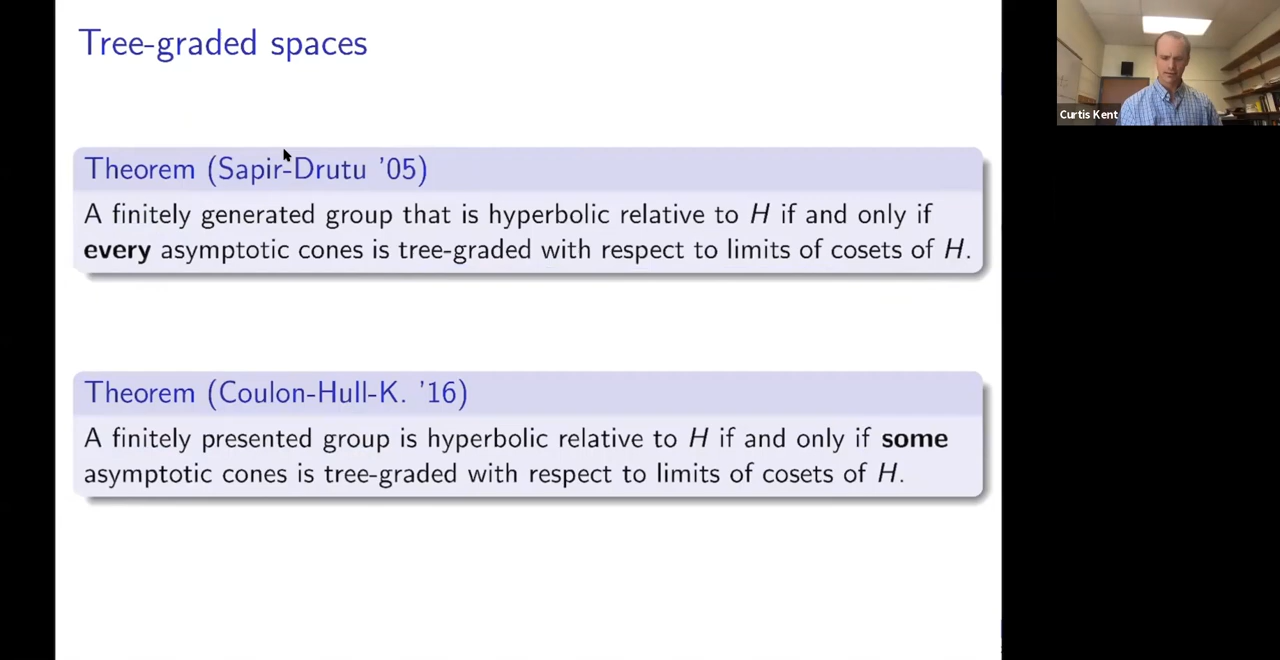 Tree-graded spaces
Theorem (Sapir-Drutu '05)
A finitely generated group that is hyperbolic relative to H if and only if
every asymptotic cones is tree-graded with respect to limits of cosets of H.
Theorem (Coulon-Hull-K. '16)
A finitely presented group is hyperbolic relative to H if and only if some
asymptotic cones is tree-graded with respect to limits of cosets of H.
Curtis Kent